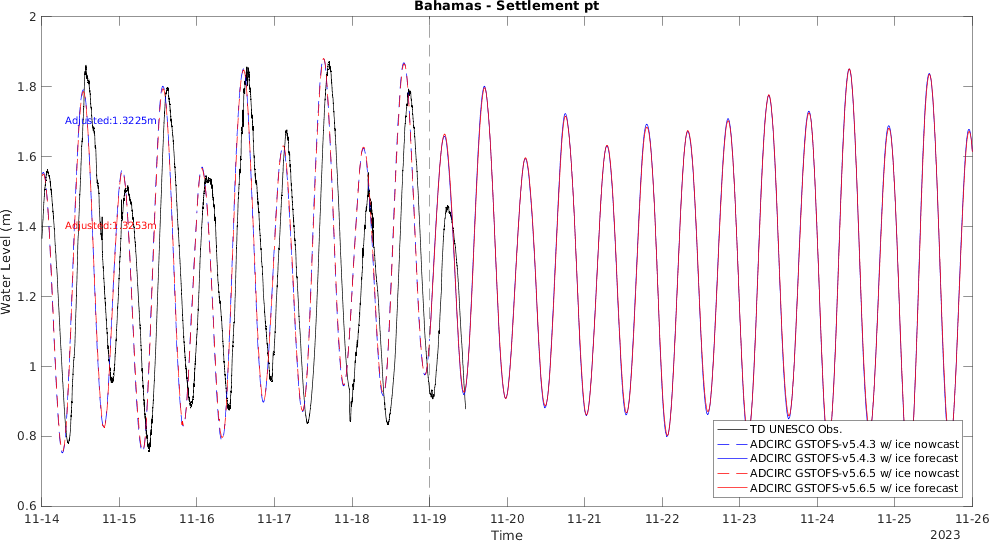 Bahamas - Settlement pt
2
1.8
1.6
1.4
1.2
1
0.8
0.6
Water Level (m)
Adjusted:1.3225m
Adjusted:1.3253m
TD UNESCO Obs.
ADCIRC GSTOFS-v5.4.3 w/ ice nowcast
ADCIRC GSTOFS-v5.4.3 w/ ice forecast
ADCIRC GSTOFS-v5.6.5 w/ ice nowcast
ADCIRC GSTOFS-v5.6.5 w/ ice forecast
11-14 11-15 11-16 11-17 11-18 11-19 11-20 11-21 11-22 11-23 11-24 11-25 11-26
Time
2023